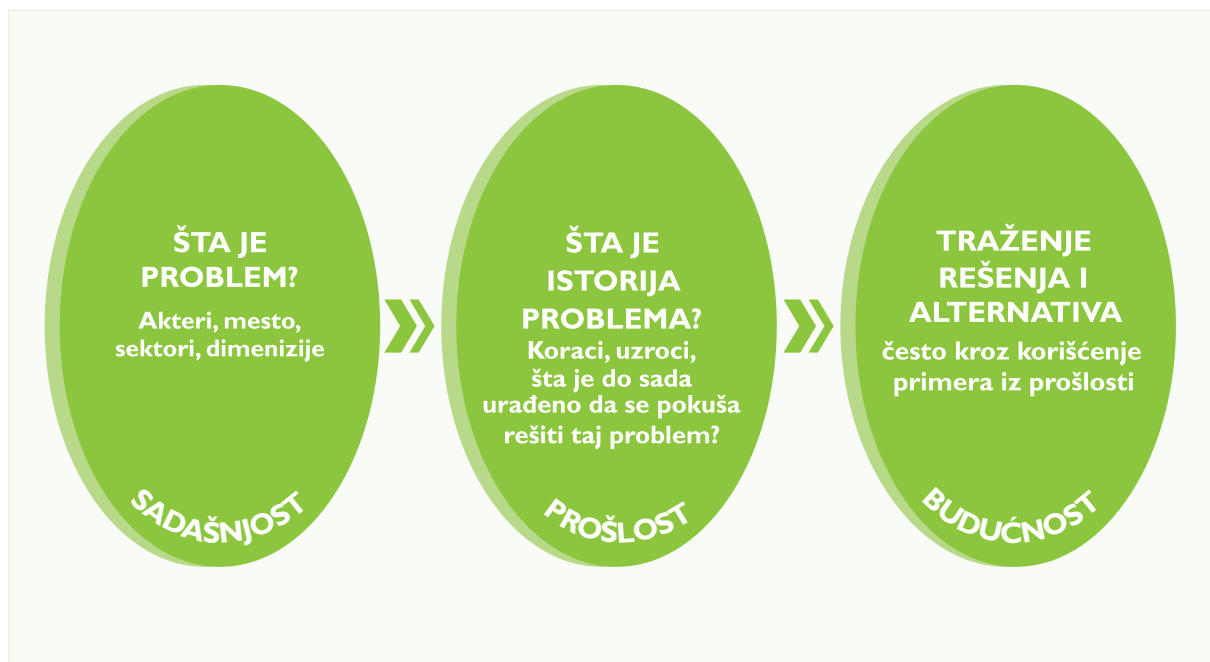 ŠTA JE
PROBLEM?
Akteri, mesto,
sektori, dimenizije
SADAŠNJOST
ŠTA JE
ISTORIJA
PROBLEMA?
Koraci, uzroci,
šta je do sada
urađeno da se pokuša
rešiti taj problem?
PROŠLOST
TRAŽENJE
REŠENJA I
ALTERNATIVA
često kroz korišćenje
primera iz prošlosti
BUDUĆNOST